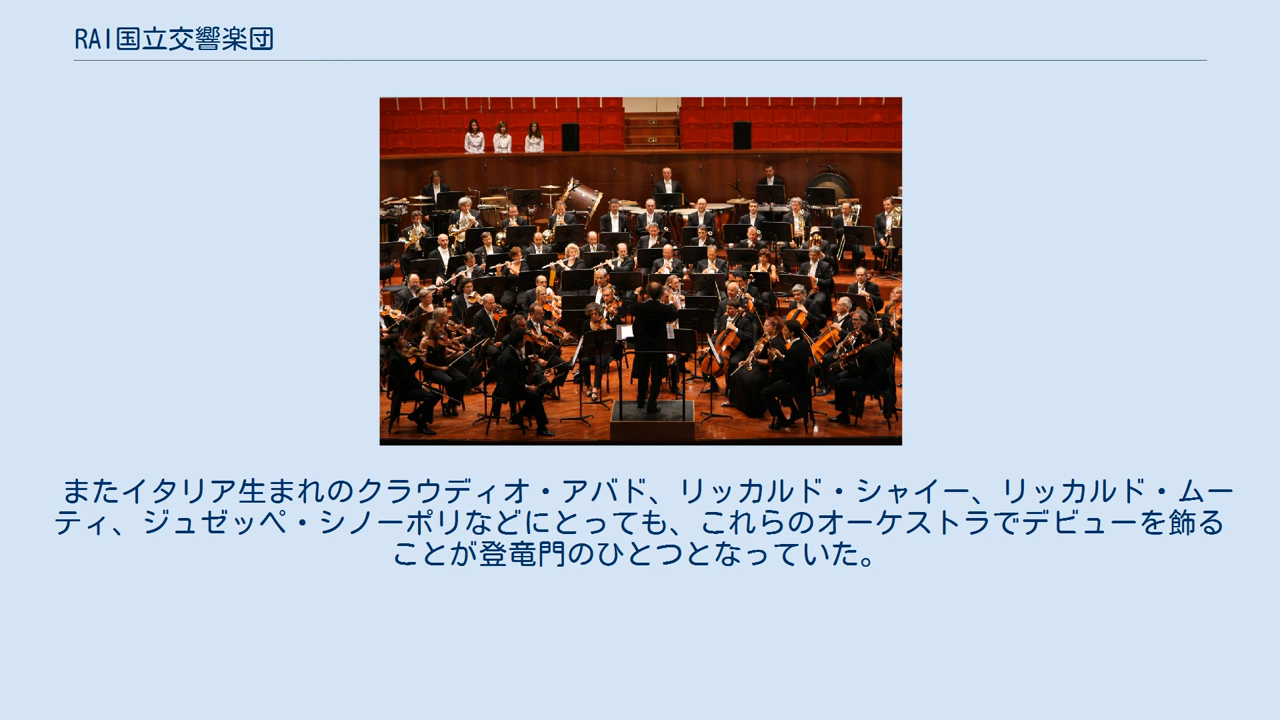 RAI国立交響楽団
またイタリア生まれのクラウディオ・アバド、リッカルド・シャイー、リッカルド・ムー
ティ、ジュゼッペ・シノーポリなどにとっても、これらのオーケストラでデビューを飾る
ことが登竜門のひとつとなっていた。